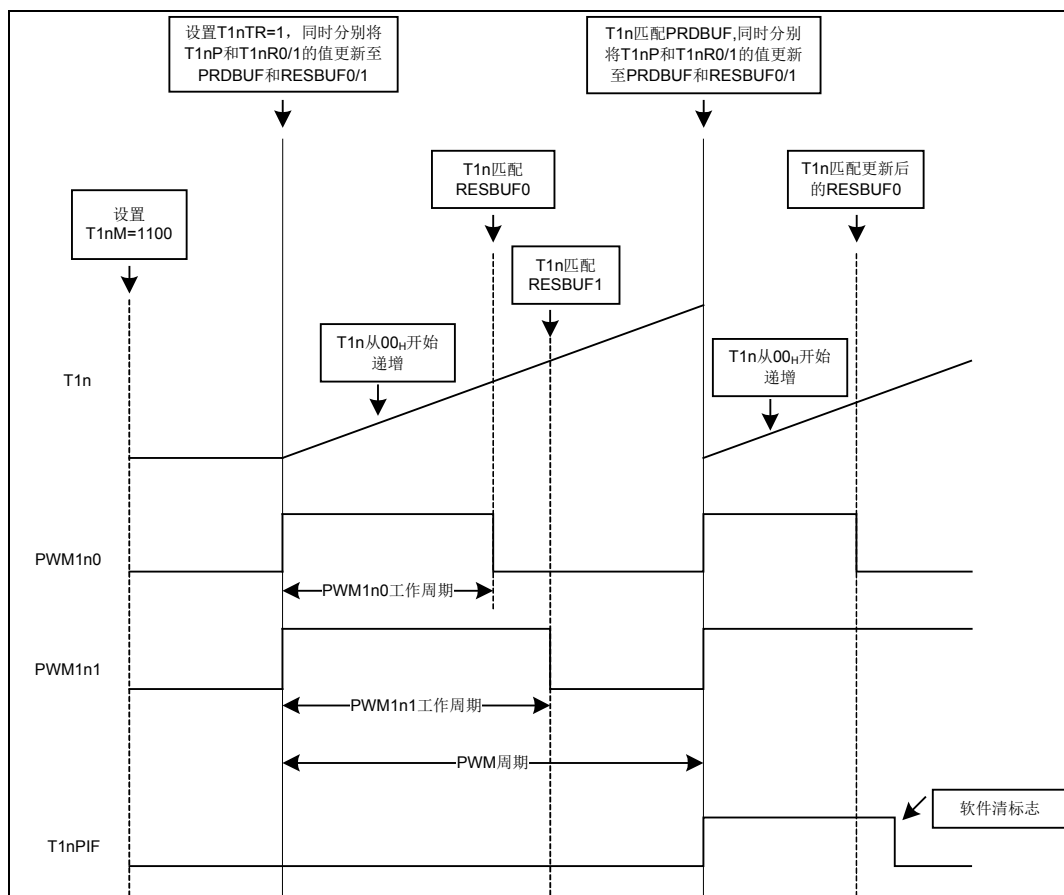 设置T1nTR=1，同时分别将
T1nP和T1nR0/1的值更新至
PRDBUF和RESBUF0/1
T1n匹配PRDBUF,同时分别
将T1nP和T1nR0/1的值更新
至PRDBUF和RESBUF0/1
T1n匹配
RESBUF0
T1n匹配更新后
的RESBUF0
设置
T1nM=1100
T1n匹配
RESBUF1
T1n从00H开始
递增
T1n从00H开始
递增
T1n
PWM1n0
PWM1n0工作周期
PWM1n1
PWM1n1工作周期
PWM周期
软件清标志
T1nPIF